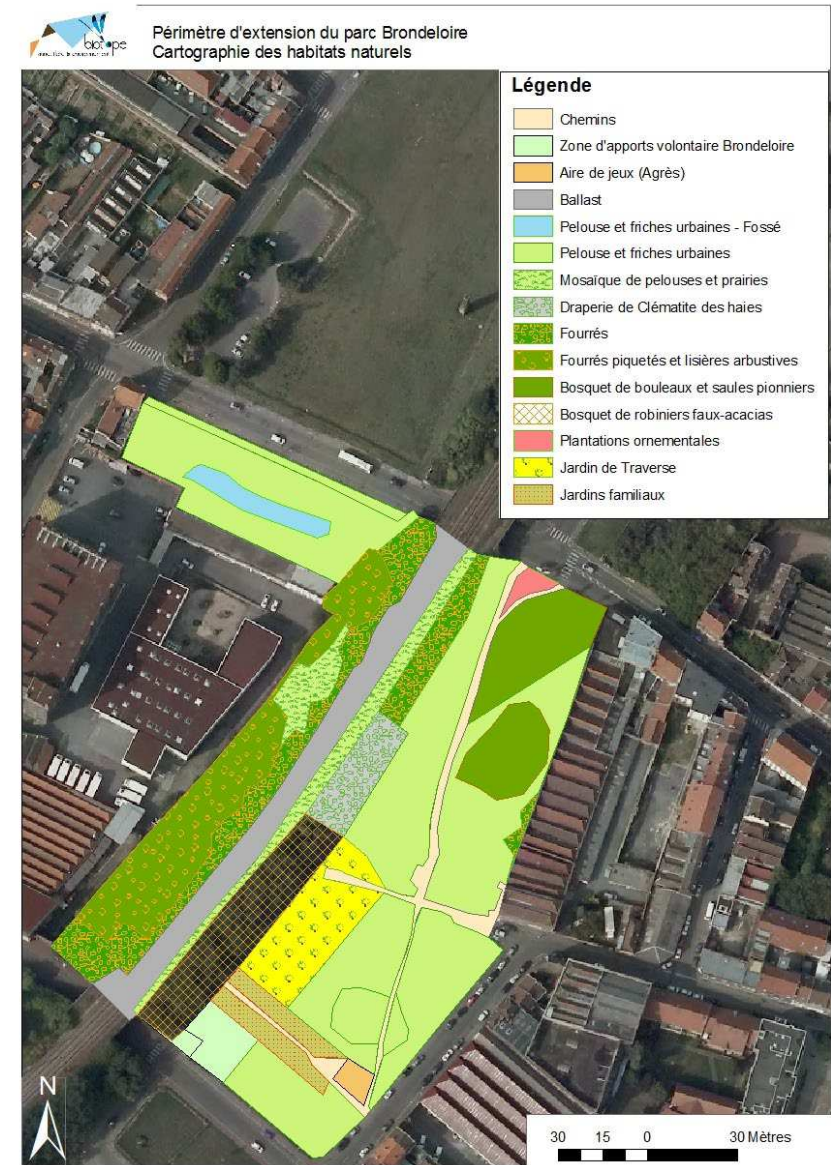 biotope
Périmètre d'extension du parc Brondeloire
Cartographie des habitats naturels
Légende
Chemins
Zone d'apports volontaire Brondeloire
Aire de jeux (Agrès)
Ballast
Pelouse et friches urbaines - Fossé
Pelouse et friches urbaines
Mosaïque de pelouses et prairies
Draperie de Clématite des haies
Fourrés
Fourrés piquetés et lisières arbustives
Bosquet de bouleaux et saules pionniers
Bosquet de robiniers faux-acacias
Plantations ornementales
Jardin de Traverse
Jardins familiaux
N
30 15 0 30 Mètres